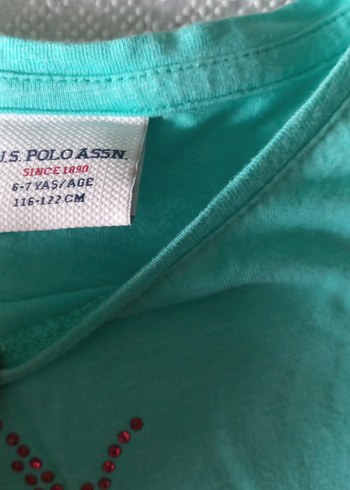 U.S. POLO ASSN.
SINCE 1890
6-7 YAŞ/AGE
116-122 CM